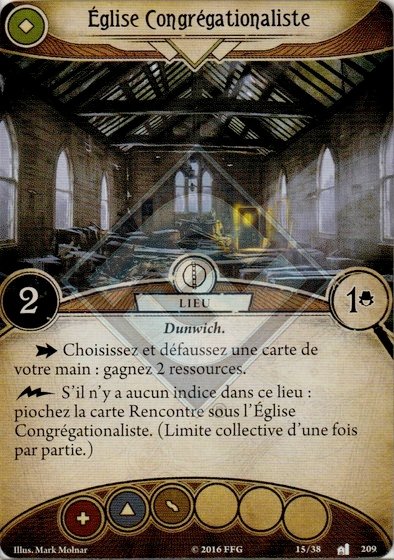 Église Congrégationaliste
2
LIEU
1
Dunwich.
Choisissez et défaussez une carte de
votre main : gagnez 2 ressources.
S'il n'y a aucun indice dans ce lieu :
piochez la carte Rencontre sous l'Église
Congrégationaliste. (Limite collective d'une fois
par partie.)
Illus. Mark Molnar
© 2016 FFG
15/38
209